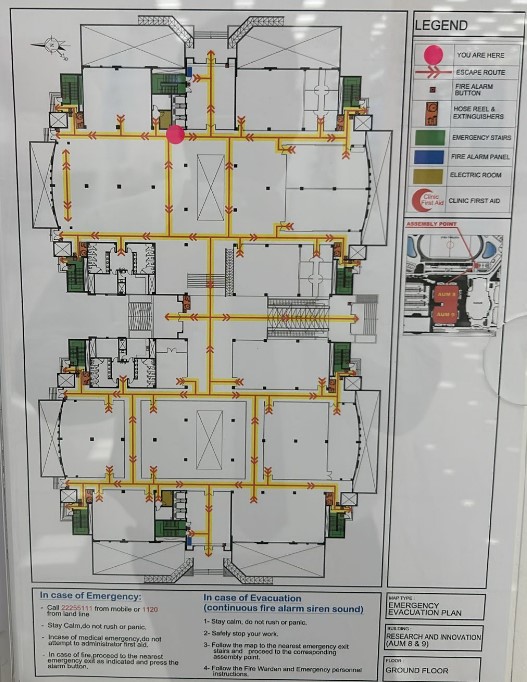 LEGEND
YOU ARE HERE
ESCAPE ROUTE
FIRE ALARM
BUTTON
HOSE REEL &
EXTINGUISHERS
EMERGENCY STAIRS
FIRE ALARM PANEL
ELECTRIC ROOM
Clinic
First Aid
CLINIC FIRST AID
ASSEMBLY POINT
AUM 8
AUM 9
In case of Emergency:
- Call 22255111 from mobile or 1120
from land line
- Stay Calm,do not rush or panic.
- Incase of medical emergency,do not
attempt to administror first aid.
- In case of fire,proceed to the nearest
emergency exit as indicated and press the
alarm button.
In case of Evacuation
(continuous fire alarm siren sound)
1- Stay calm, do not rush or panic.
2- Safely stop your work.
3- Follow the map to the nearest emergency exit
stairs and proceed to the corresponding
assembly point.
4- Follow the Fire Warden and Emergency personnel
instructions.
MAP TYPE
EMERGENCY
EVACUATION PLAN
BUILDING
RESEARCH AND INNOVATION
(AUM 8 & 9)
FLOOR
GROUND FLOOR